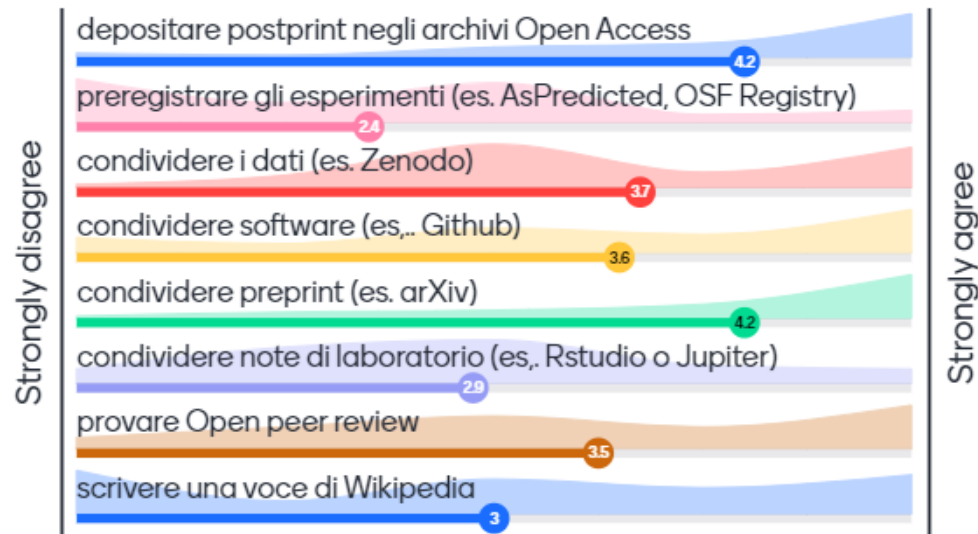 depositare postprint negli archivi Open Access
4.2
preregistrare gli esperimenti (es. AsPredicted, OSF Registry)
2.4
condividere i dati (es. Zenodo)
3.7
condividere software (es,.. Github)
3.6
condividere preprint (es. arXiv)
4.2
condividere note di laboratorio (es,. Rstudio o Jupiter)
2.9
provare Open peer review
3.5
scrivere una voce di Wikipedia
3
Strongly disagree
Strongly agree